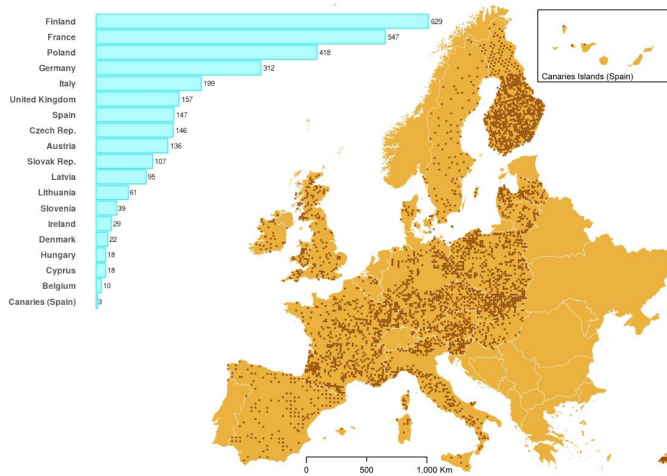 Finland 629
France 547
Poland 418
Germany 312
Italy 199
United Kingdom 157
Spain 147
Czech Rep. 146
Austria 136
Slovak Rep. 107
Latvia 95
Lithuania 61
Slovenia 39
Ireland 29
Denmark 22
Hungary 18
Cyprus 18
Belgium 10
Canaries (Spain) 3
Canaries Islands (Spain)
0 500 1,000 Km